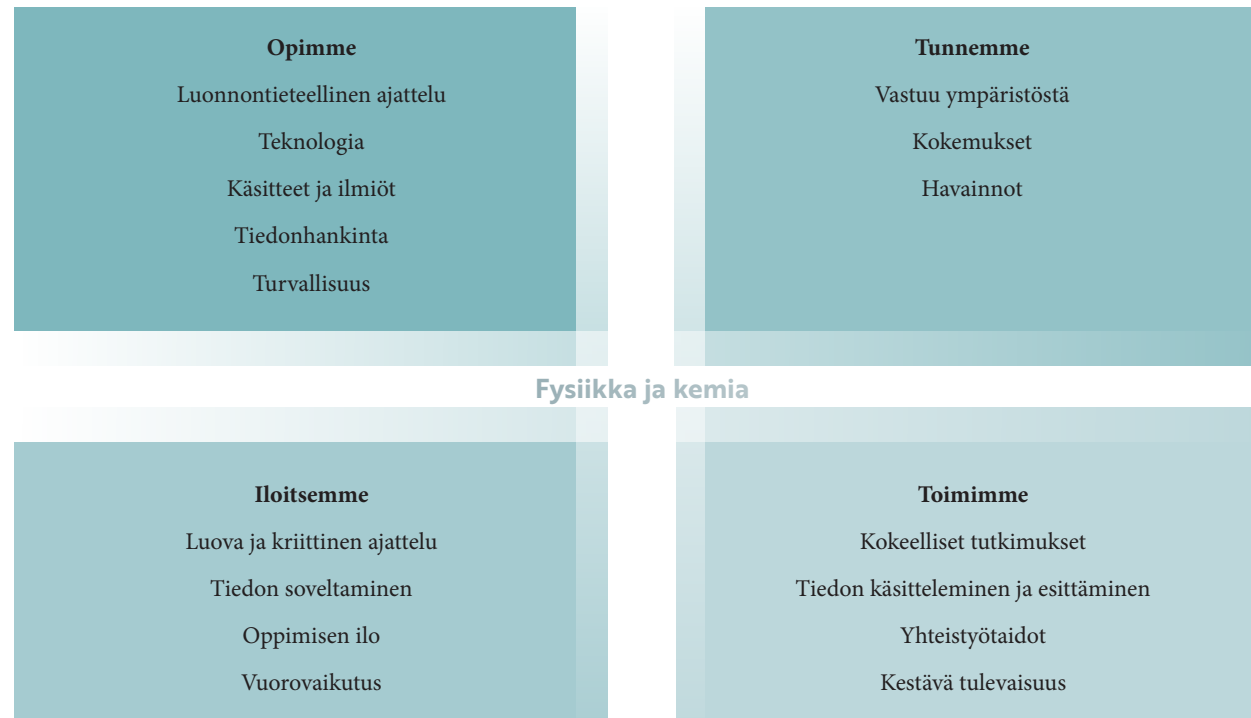 Opimme
Luonnontieteellinen ajattelu
Teknologia
Käsitteet ja ilmiöt
Tiedonhankinta
Turvallisuus
Tunnemme
Vastuu ympäristöstä
Kokemukset
Havainnot
Fysiikka ja kemia
Iloitsemme
Luova ja kriittinen ajattelu
Tiedon soveltaminen
Oppimisen ilo
Vuorovaikutus
Toimimme
Kokeelliset tutkimukset
Tiedon käsitteleminen ja esittäminen
Yhteistyötaidot
Kestävä tulevaisuus